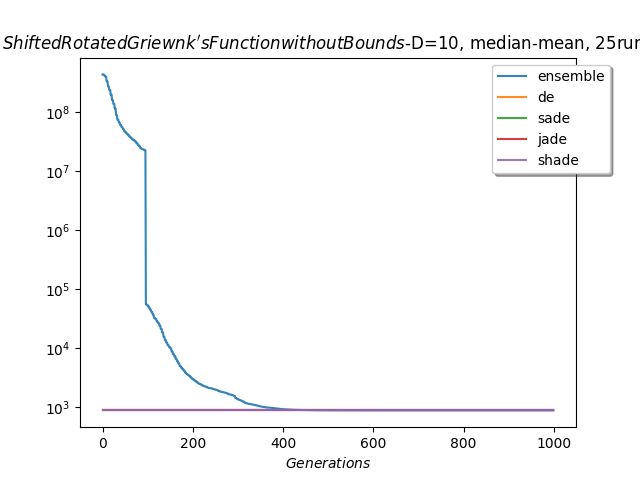 ShiftedRotatedGriewnk'sFunctionwithoutBounds-D=10, median-mean, 25run
ensemble
de
sade
jade
shade
10^8
10^7
10^6
10^5
10^4
10^3
0 200 400 600 800 1000
Generations